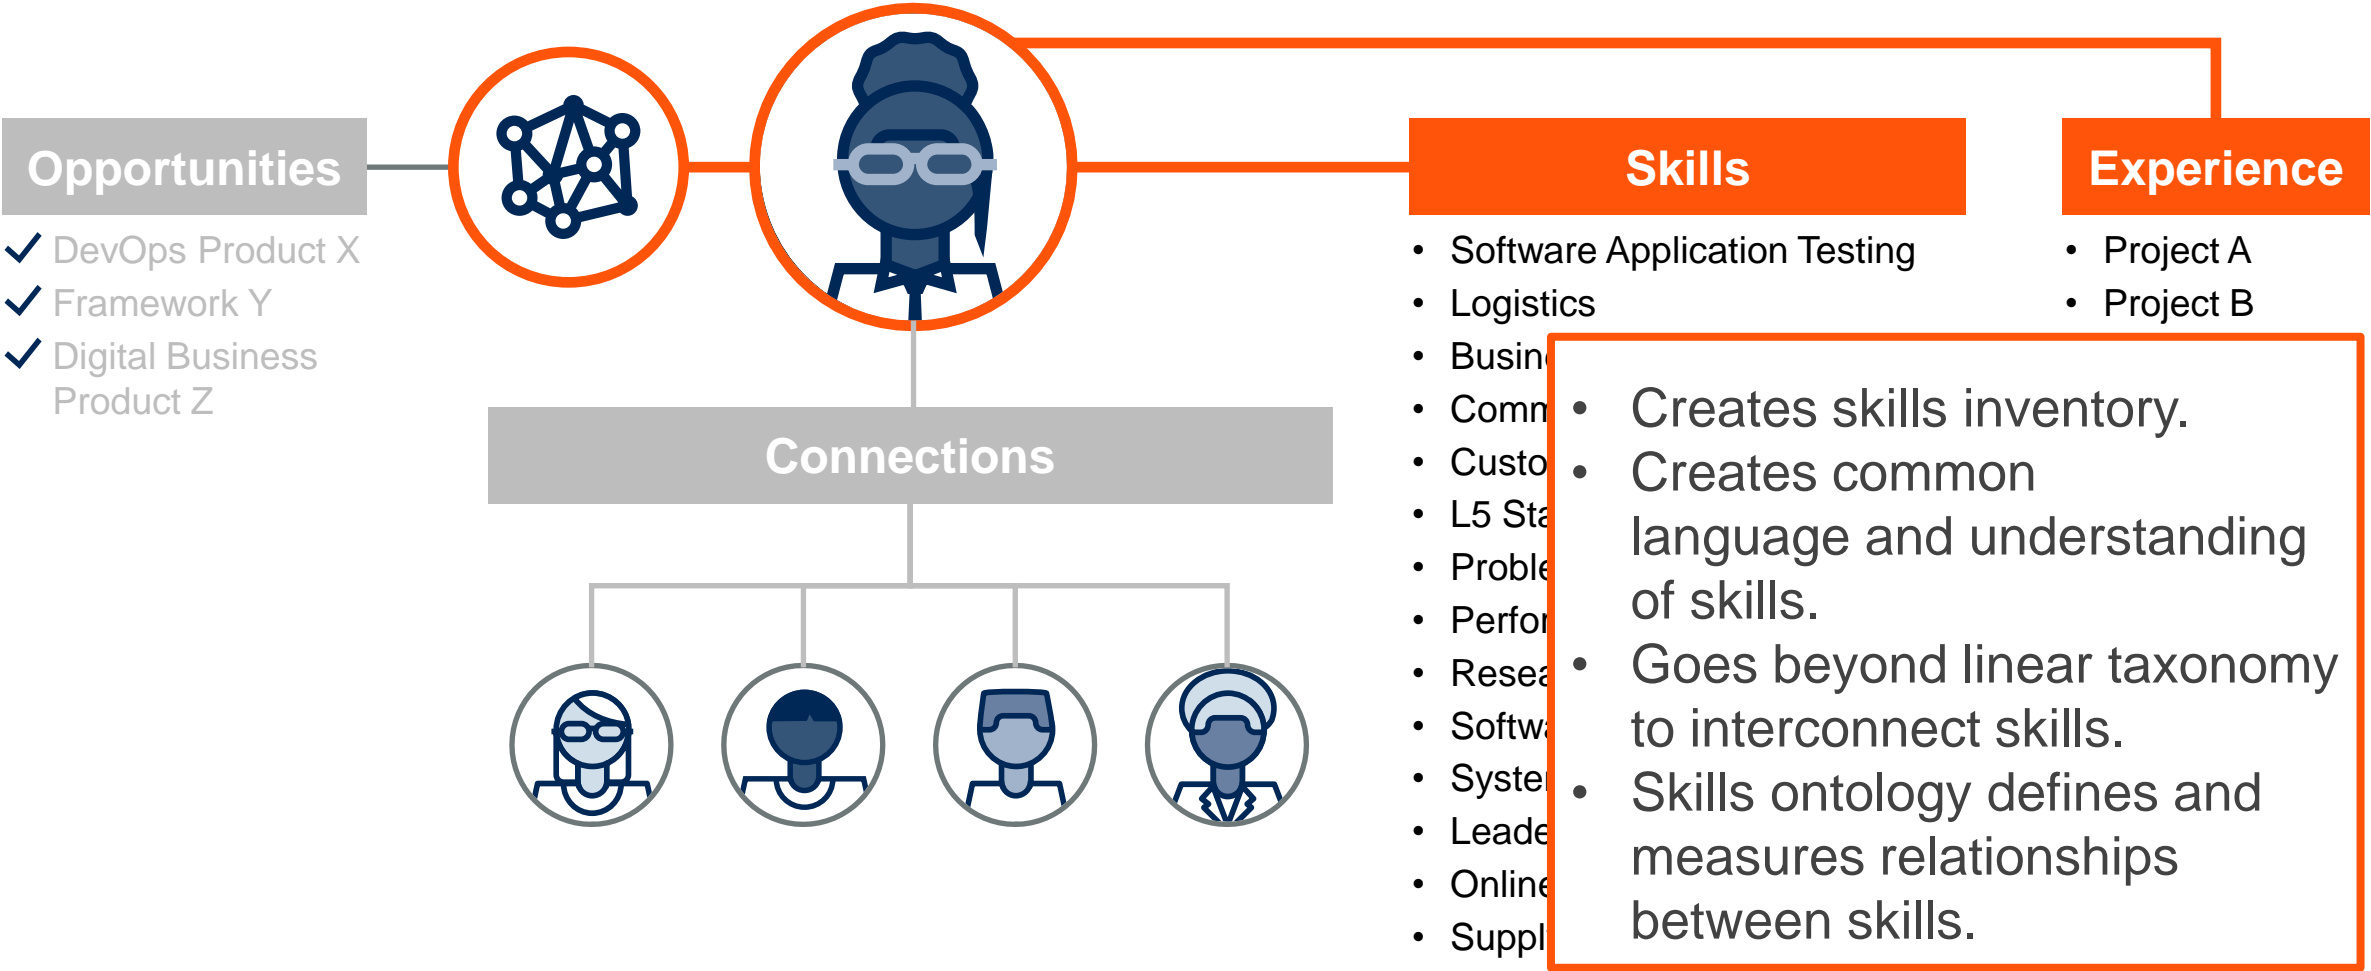 Opportunities
DevOps Product X
Framework Y
Digital Business
Product Z
Connections
Skills
• Software Application Testing
• Logistics
•
•
•
• L5
•
•
•
•
•
•
•
•
Experience
• Project A
• Project B
• Creates skills inventory.
• Creates common
language and understanding
of skills.
• Goes beyond linear taxonomy
to interconnect skills.
• Skills ontology defines and
measures relationships
between skills.